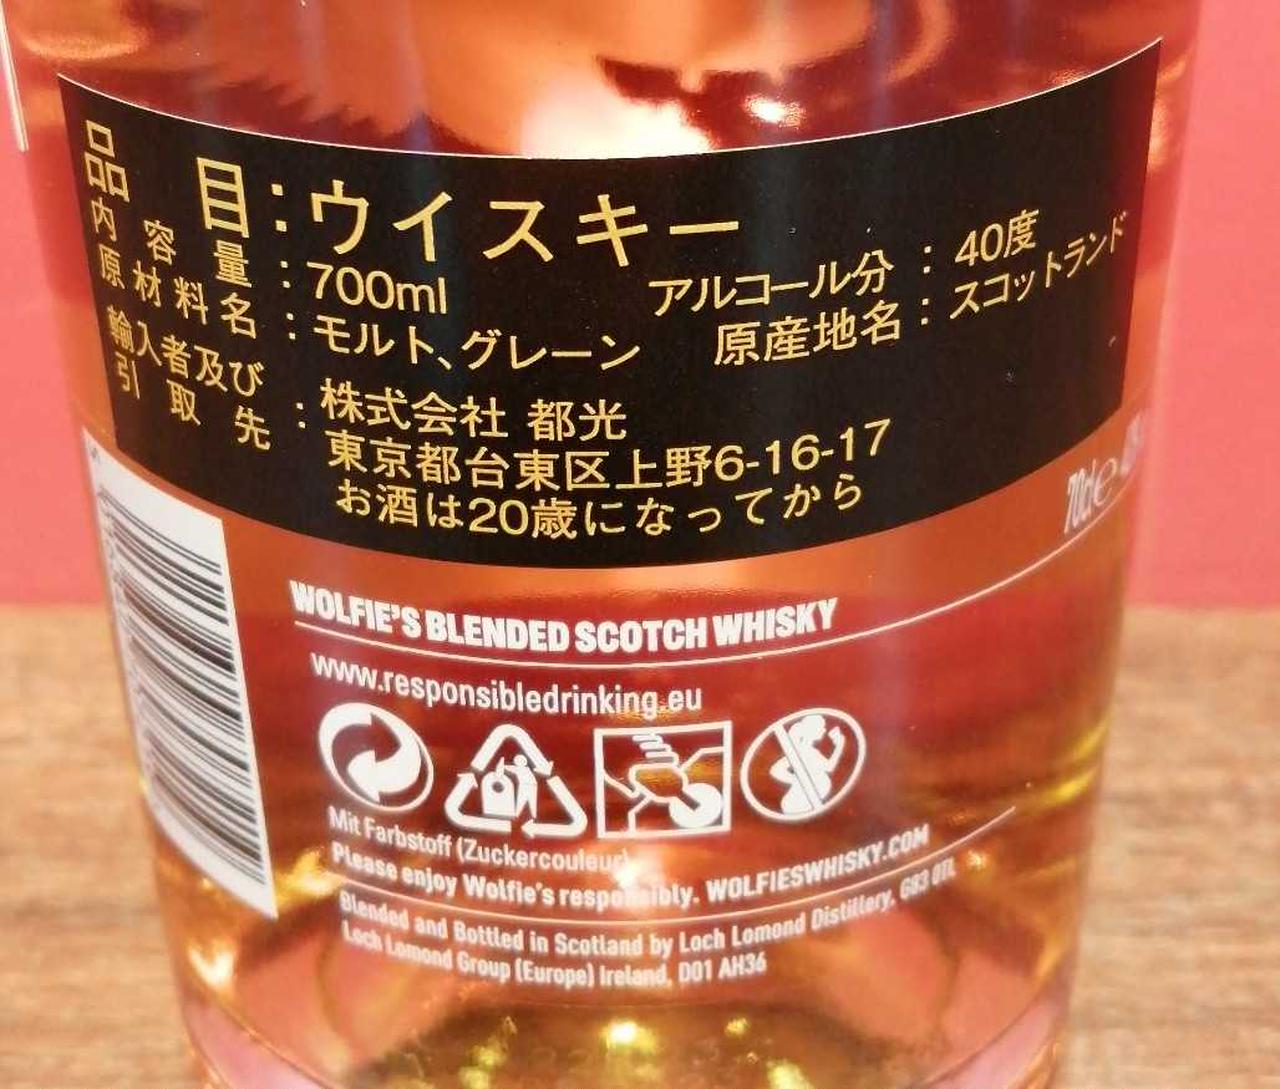 品目:ウイスキー
内容量:700ml アルコール分:40度
原材料名:モルト、グレーン 原産地名:スコットランド
輸入者及び
引取先:株式会社 都光
東京都台東区上野6-16-17
お酒は20歳になってから
70cl e
WOLFIE'S BLENDED SCOTCH WHISKY
www.responsibledrinking.eu
Mit Farbstoff (Zuckercouleur)
Please enjoy Wolfie's responsibly. WOLFIESWHISKY.COM
Blended and Bottled in Scotland by Loch Lomond Distillery, G83 0TL
Loch Lomond Group (Europe) Ireland, D01 AH36